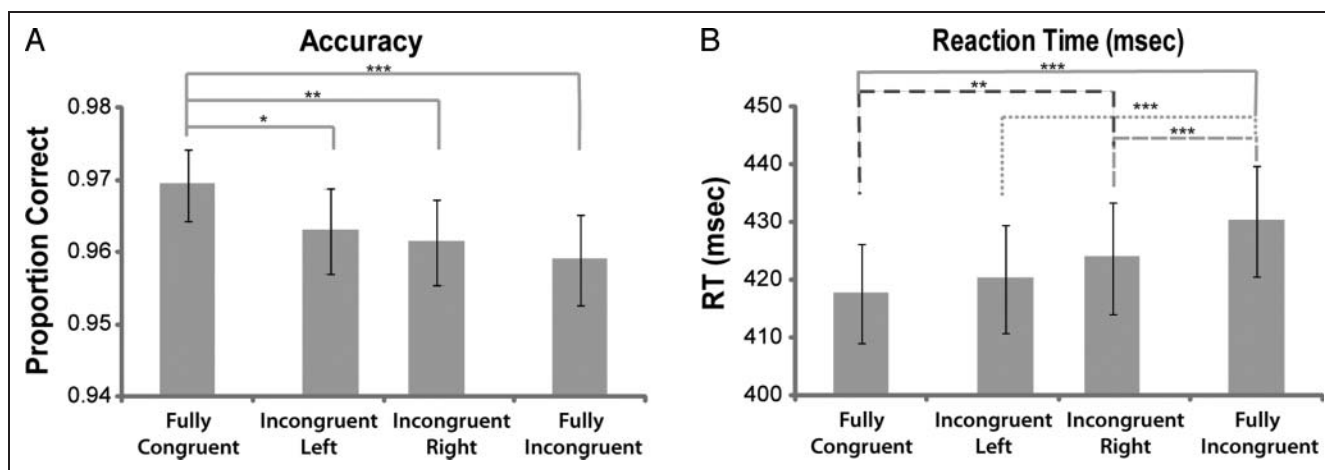 A
Accuracy
***
**
*
Proportion Correct
0.98
0.97
0.96
0.95
0.94
Fully
Congruent
Incongruent
Left
Incongruent
Right
Fully
Incongruent
B
Reaction Time (msec)
***
**
***
***
RT (msec)
450
440
430
420
410
400
Fully
Congruent
Incongruent
Left
Incongruent
Right
Fully
Incongruent